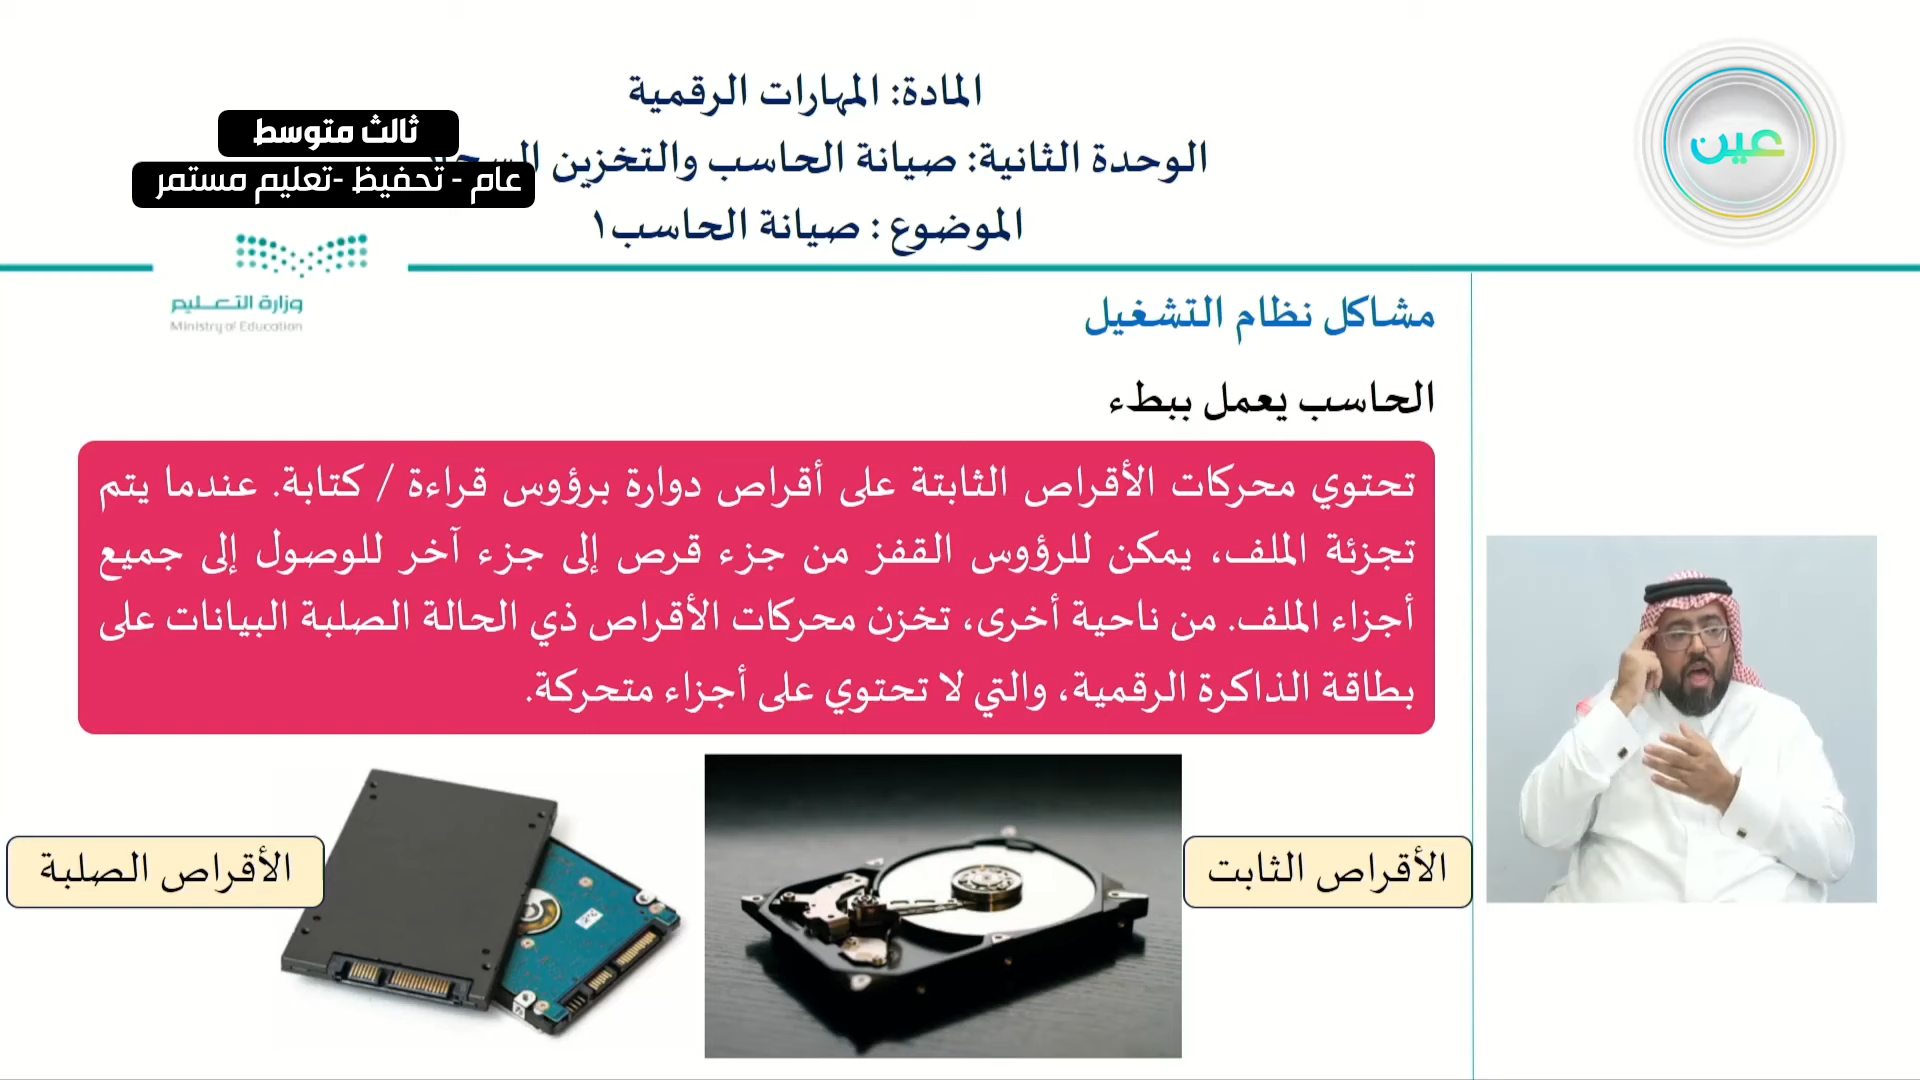 عين
المادة: المهارات الرقمية
الوحدة الثانية: صيانة الحاسب والتخزين
الموضوع : صيانة الحاسب١
ثالث متوسط
عام - تحفيظ -تعليم مستمر
وزارة التعليم
Ministry of Education
مشاكل نظام التشغيل
الحاسب يعمل ببطء
تحتوي محركات الأقراص الثابتة على أقراص دوارة برؤوس قراءة / كتابة. عندما يتم
تجزئة الملف، يمكن للرؤوس القفز من جزء قرص إلى جزء آخر للوصول إلى جميع
أجزاء الملف. من ناحية أخرى، تخزن محركات الأقراص ذي الحالة الصلبة البيانات على
بطاقة الذاكرة الرقمية، والتي لا تحتوي على أجزاء متحركة.
الأقراص الثابت
الأقراص الصلبة